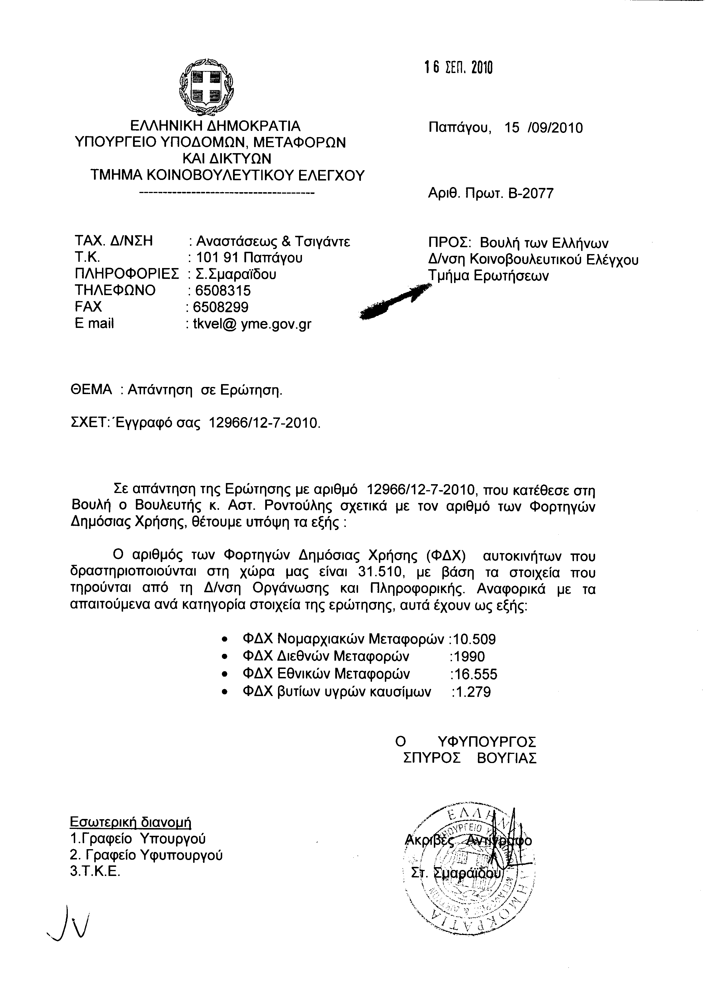 1 6 ΣΕΠ. 2010
ΕΛΛΗΝΙΚΗ ΔΗΜΟΚΡΑΤΙΑ
ΥΠΟΥΡΓΕΙΟ ΥΠΟΔΟΜΩΝ, ΜΕΤΑΦΟΡΩΝ
ΚΑΙ ΔΙΚΤΥΩΝ
ΤΜΗΜΑ ΚΟΙΝΟΒΟΥΛΕΥΤΙΚΟΥ ΕΛΕΓΧΟΥ
-------------------------------------
Παπάγου, 15 /09/2010
Αριθ. Πρωτ. Β-2077
ΤΑΧ. Δ/ΝΣΗ : Αναστάσεως & Τσιγάντε
Τ.Κ. : 101 91 Παπάγου
ΠΛΗΡΟΦΟΡΙΕΣ : Σ.Σμαραϊδου
ΤΗΛΕΦΩΝΟ : 6508315
FAX : 6508299
E mail : tkvel@ yme.gov.gr
ΠΡΟΣ: Βουλή των Ελλήνων
Δ/νση Κοινοβουλευτικού Ελέγχου
Τμήμα Ερωτήσεων
ΘΕΜΑ : Απάντηση σε Ερώτηση.
ΣΧΕΤ: Έγγραφό σας 12966/12-7-2010.
Σε απάντηση της Ερώτησης με αριθμό 12966/12-7-2010, που κατέθεσε στη
Βουλή ο Βουλευτής κ. Αστ. Ροντούλης σχετικά με τον αριθμό των Φορτηγών
Δημόσιας Χρήσης, θέτουμε υπόψη τα εξής :
Ο αριθμός των Φορτηγών Δημόσιας Χρήσης (ΦΔΧ) αυτοκινήτων που
δραστηριοποιούνται στη χώρα μας είναι 31.510, με βάση τα στοιχεία που
τηρούνται από τη Δ/νση Οργάνωσης και Πληροφορικής. Αναφορικά με τα
απαιτούμενα ανά κατηγορία στοιχεία της ερώτησης, αυτά έχουν ως εξής:
• ΦΔΧ Νομαρχιακών Μεταφορών :10.509
• ΦΔΧ Διεθνών Μεταφορών :1990
• ΦΔΧ Εθνικών Μεταφορών :16.555
• ΦΔΧ βυτίων υγρών καυσίμων :1.279
Ο ΥΦΥΠΟΥΡΓΟΣ
ΣΠΥΡΟΣ ΒΟΥΓΙΑΣ
Εσωτερική διανομή
1.Γραφείο Υπουργού
2. Γραφείο Υφυπουργού
3.Τ.Κ.Ε.
Ακριβές Αντίγραφο
Στ. Σμαραϊδου
ΔΗΜΟΚΡΑΤΙΑ